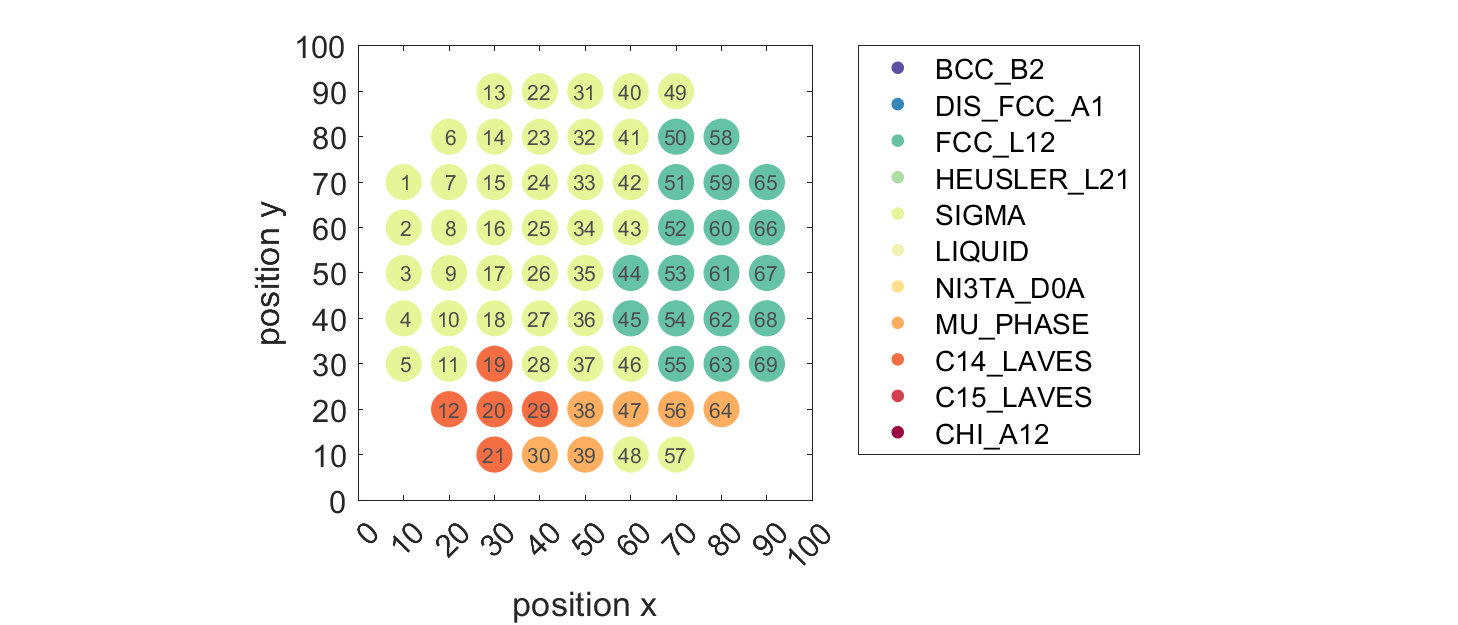 100
90
80
70
60
50
40
30
20
10
0
position y
13 22 31 40 49
6 14 23 32 41 50 58
1 7 15 24 33 42 51 59 65
2 8 16 25 34 43 52 60 66
3 9 17 26 35 44 53 61 67
4 10 18 27 36 45 54 62 68
5 11 19 28 37 46 55 63 69
12 20 29 38 47 56 64
21 30 39 48 57
0 10 20 30 40 50 60 70 80 90 100
position x
BCC_B2
DIS_FCC_A1
FCC_L12
HEUSLER_L21
SIGMA
LIQUID
NI3TA_D0A
MU_PHASE
C14_LAVES
C15_LAVES
CHI_A12